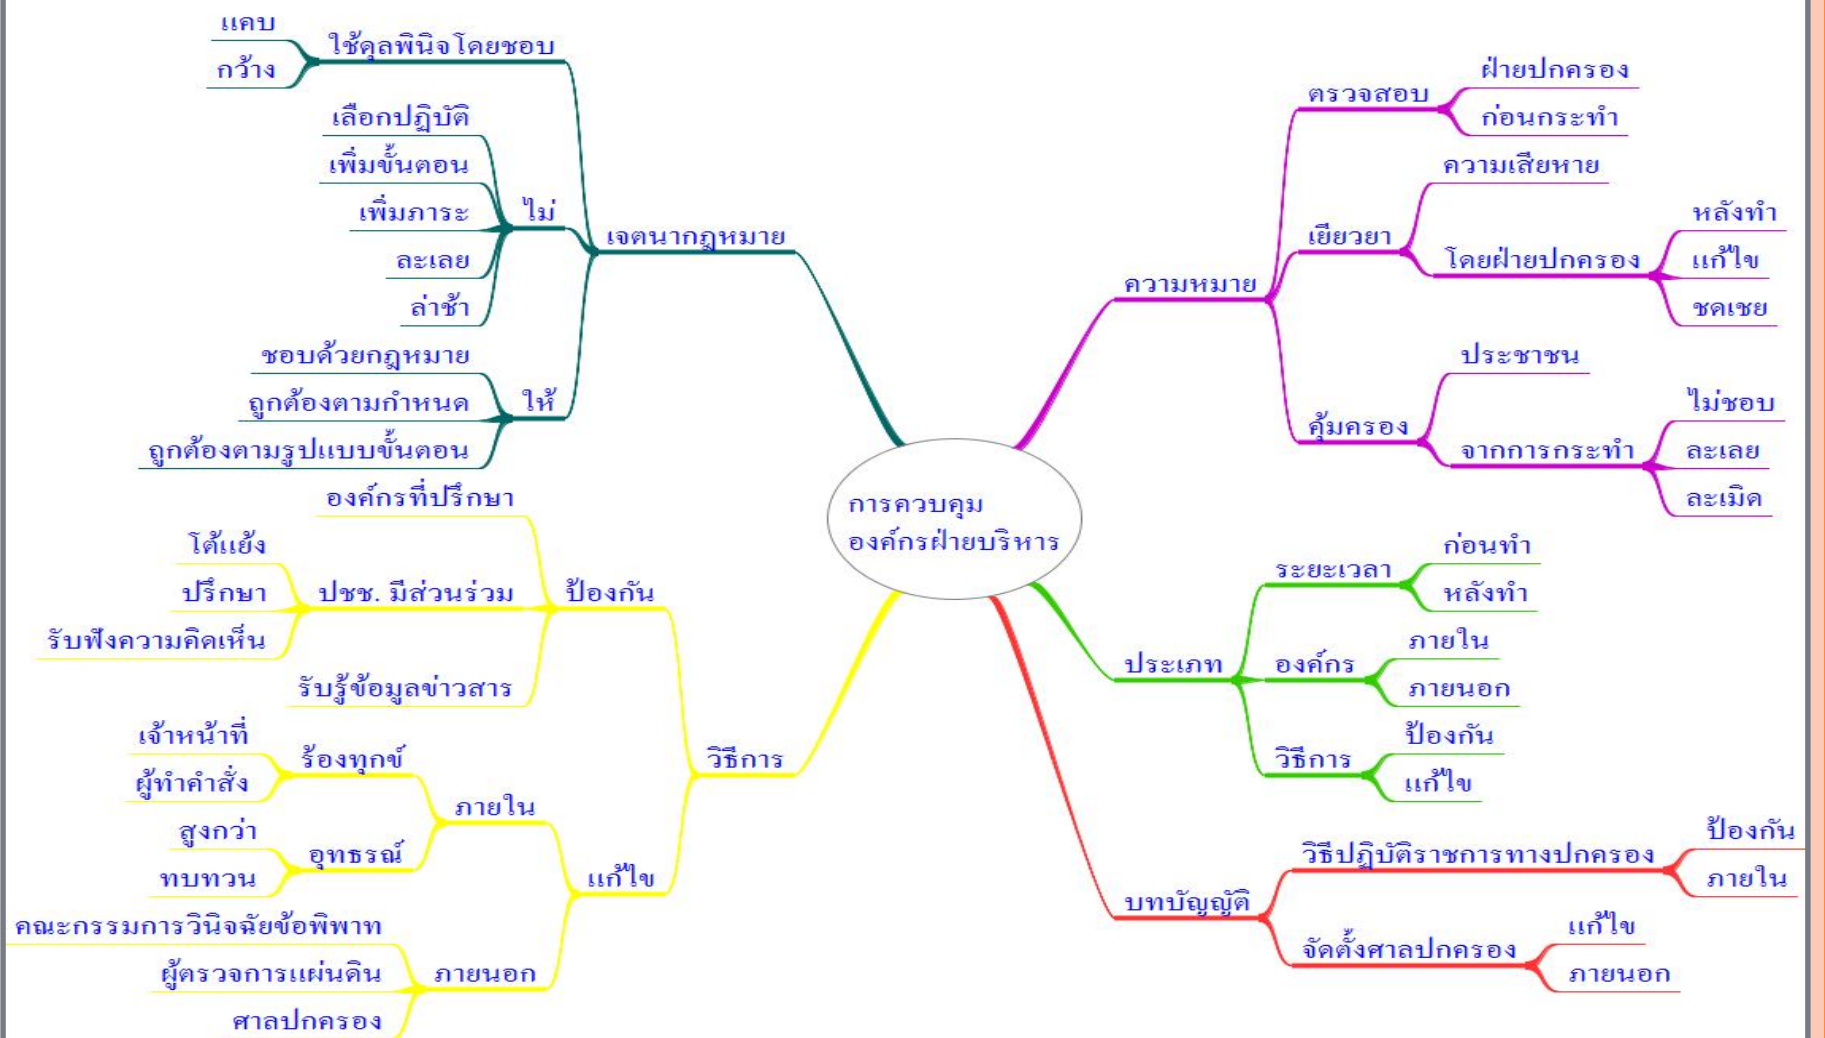 การควบคุม
องค์กรฝ่ายบริหาร
ความหมาย
ตรวจสอบ
ฝ่ายปกครอง
ก่อนกระทำ
เยียวยา
ความเสียหาย
โดยฝ่ายปกครอง
หลังทำ
แก้ไข
ชดเชย
คุ้มครอง
ประชาชน
จากการกระทำ
ไม่ชอบ
ละเลย
ละเมิด
ประเภท
ระยะเวลา
ก่อนทำ
หลังทำ
องค์กร
ภายใน
ภายนอก
วิธีการ
ป้องกัน
แก้ไข
บทบัญญัติ
วิธีปฏิบัติราชการทางปกครอง
ป้องกัน
ภายใน
จัดตั้งศาลปกครอง
แก้ไข
ภายนอก
เจตนากฎหมาย
ใช้ดุลพินิจโดยชอบ
แคบ
กว้าง
ไม่
เลือกปฏิบัติ
เพิ่มขั้นตอน
เพิ่มภาระ
ละเลย
ล่าช้า
ให้
ชอบด้วยกฎหมาย
ถูกต้องตามกำหนด
ถูกต้องตามรูปแบบขั้นตอน
วิธีการ
ป้องกัน
องค์กรที่ปรึกษา
ปชช. มีส่วนร่วม
โต้แย้ง
ปรึกษา
รับฟังความคิดเห็น
รับรู้ข้อมูลข่าวสาร
แก้ไข
ภายใน
ร้องทุกข์
เจ้าหน้าที่
ผู้ทำคำสั่ง
อุทธรณ์
สูงกว่า
ทบทวน
ภายนอก
คณะกรรมการวินิจฉัยข้อพิพาท
ผู้ตรวจการแผ่นดิน
ศาลปกครอง